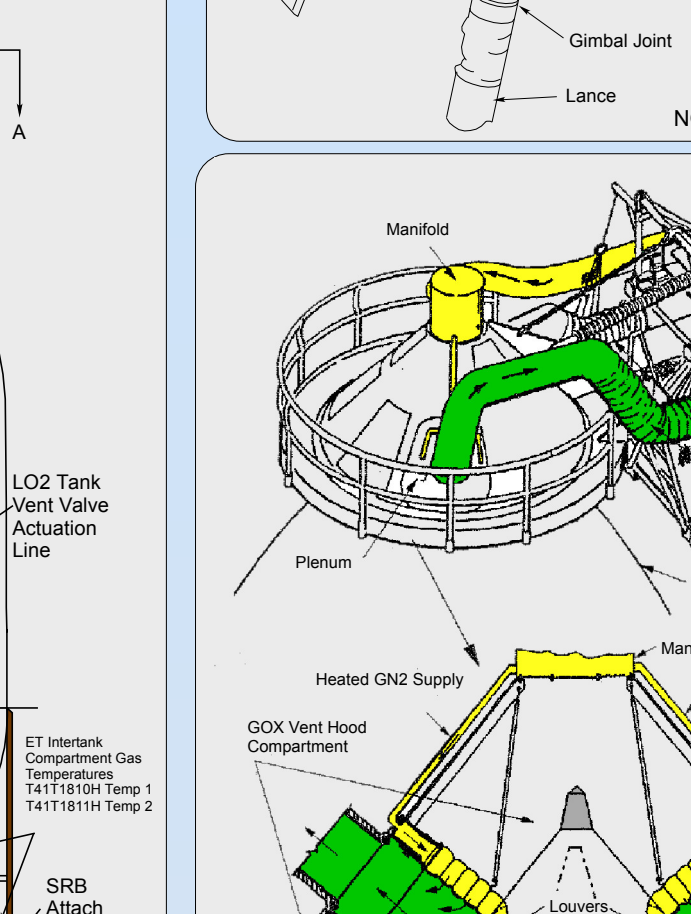 Gimbal Joint
Lance
A
Manifold
LO2 Tank
Vent Valve
Actuation
Line
Plenum
Heated GN2 Supply
GOX Vent Hood
Compartment
ET Intertank
Compartment Gas
Temperatures
T41T1810H Temp 1
T41T1811H Temp 2
SRB
Attach
Louvers